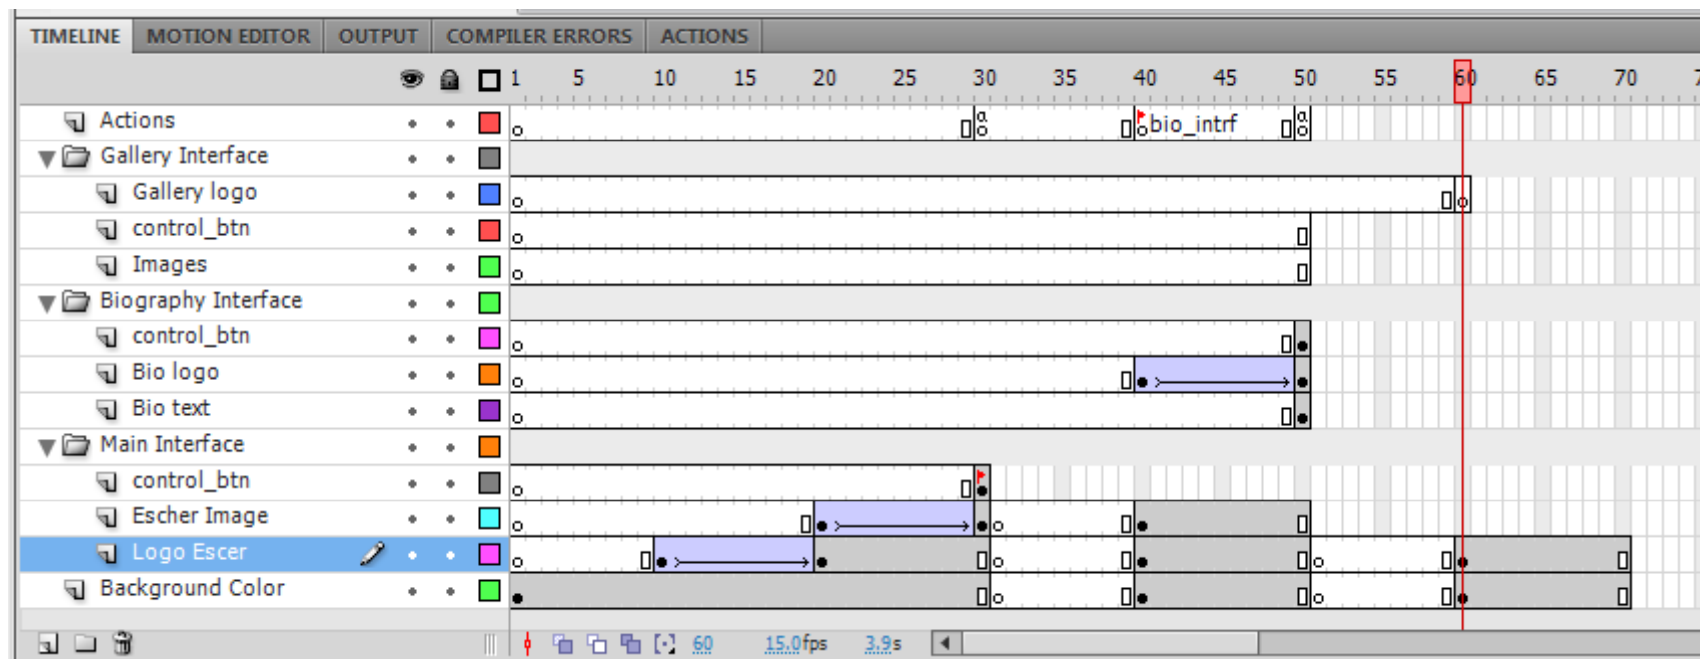 TIMELINE MOTION EDITOR OUTPUT COMPILER ERRORS ACTIONS
1 5 10 15 20 25 30 35 40 45 50 55 60 65 70
Actions
a a bio_intrf a
Gallery Interface
Gallery logo
control_btn
Images
Biography Interface
control_btn
Bio logo
Bio text
Main Interface
control_btn
Escher Image
Logo Escer
Background Color
60 15.0fps 3.9s